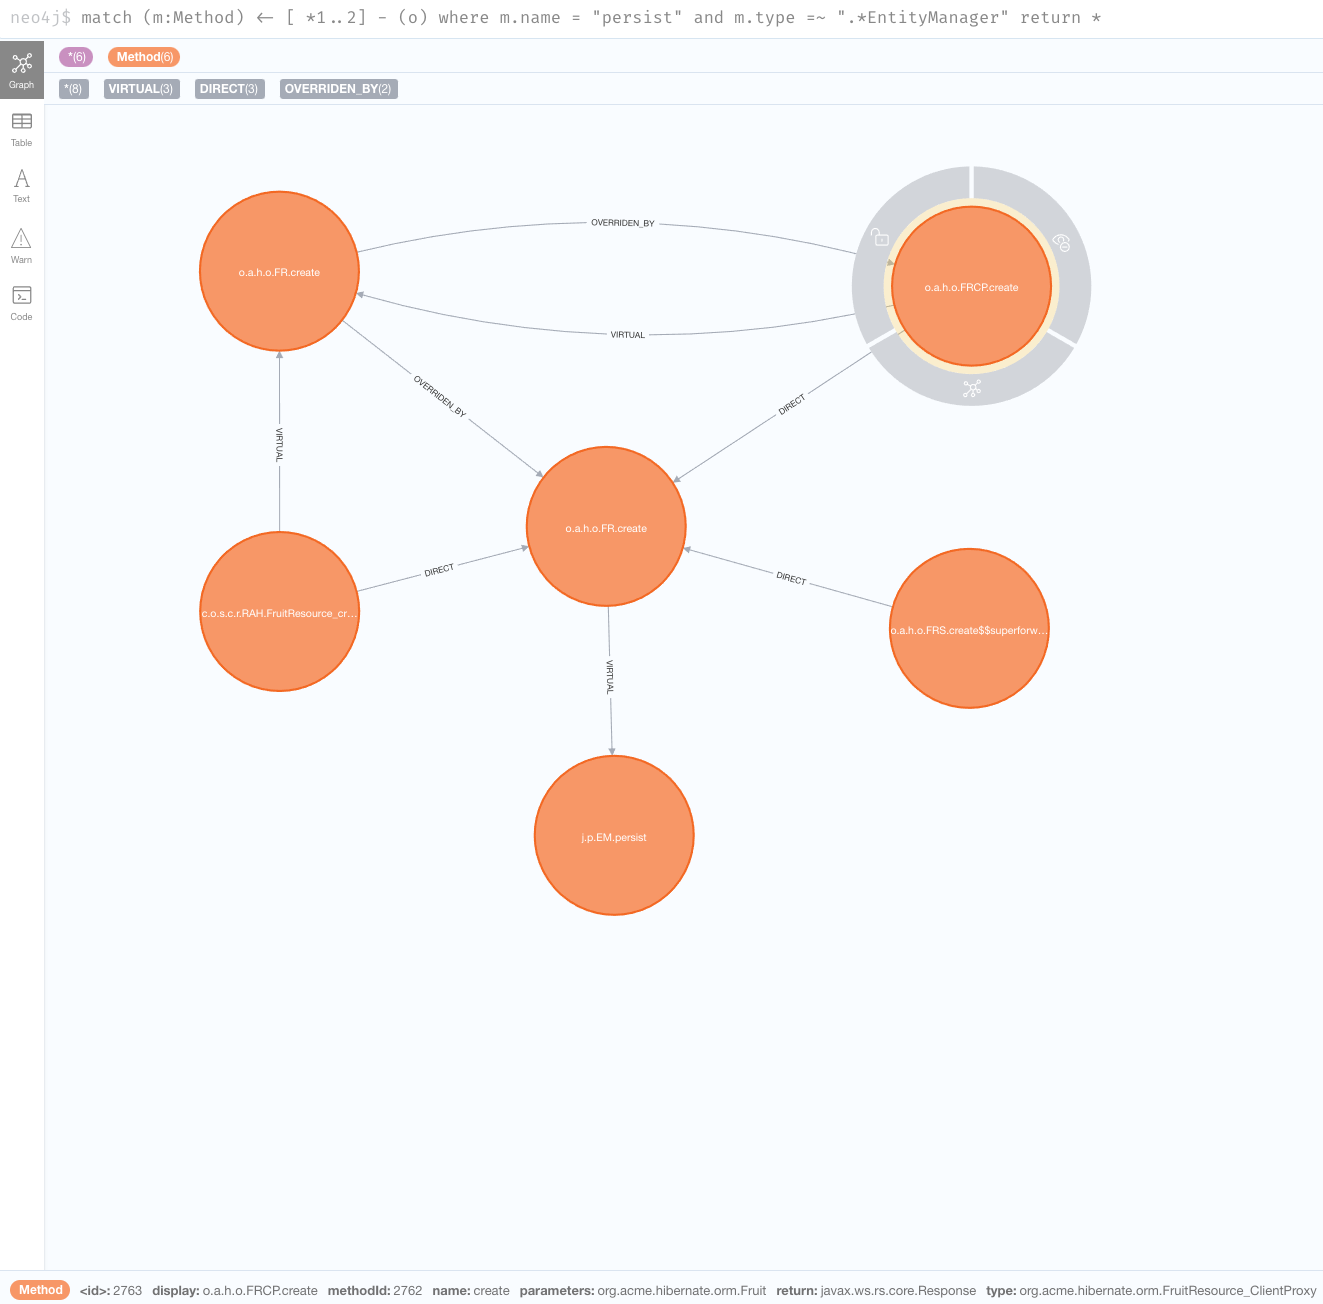 neo4j$ match (m:Method) <- [ *1..2] - (o) where m.name = "persist" and m.type =~ ".*EntityManager" return *
*(6) Method(6)
*(8) VIRTUAL(3) DIRECT(3) OVERRIDEN_BY(2)
Graph
Table
Text
Warn
Code
OVERRIDEN_BY
o.a.h.o.FR.create
o.a.h.o.FRCP.create
VIRTUAL
OVERRIDEN_BY
DIRECT
VIRTUAL
o.a.h.o.FR.create
DIRECT
DIRECT
c.o.s.c.r.RAH.FruitResource_cr...
o.a.h.o.FRS.create$$superforw...
VIRTUAL
j.p.EM.persist
Method <id>: 2763 display: o.a.h.o.FRCP.create methodId: 2762 name: create parameters: org.acme.hibernate.orm.Fruit return: javax.ws.rs.core.Response type: org.acme.hibernate.orm.FruitResource_ClientProxy